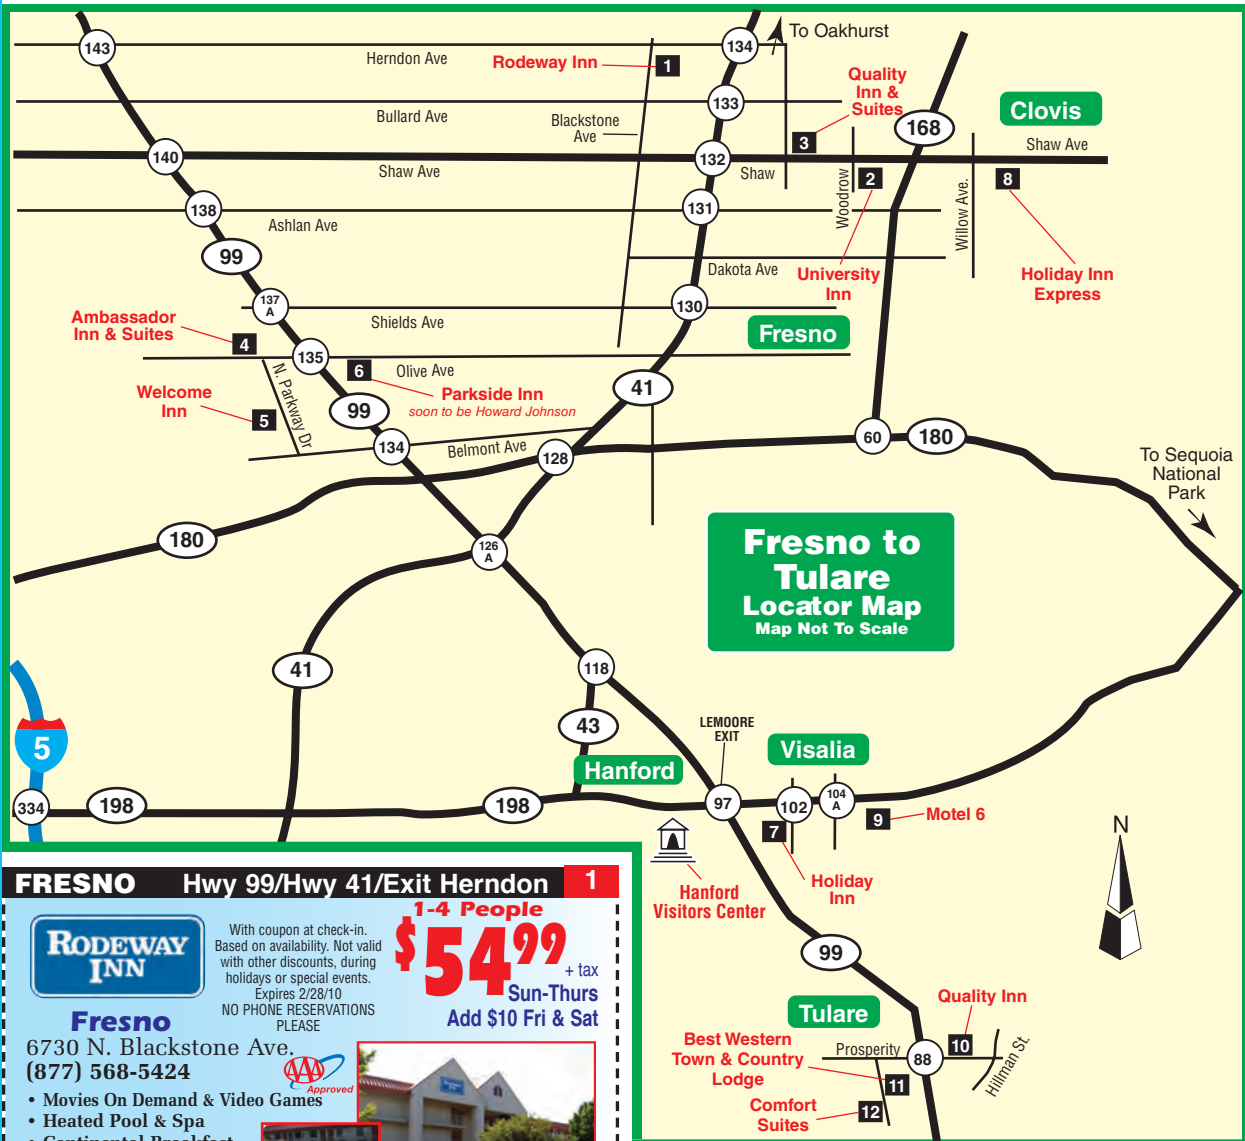 To Oakhurst
143
134
Herndon Ave
Rodeway Inn
1
Quality
Inn &
Suites
133
Bullard Ave
Blackstone
Ave
168
Clovis
3
140
132
Shaw Ave
Shaw
Shaw Ave
Woodrow
2
Willow Ave.
8
138
131
Ashlan Ave
99
Dakota Ave
University
Inn
Holiday Inn
Express
137
A
130
Shields Ave
Ambassador
Inn & Suites
4
Fresno
135
6
Olive Ave
N. Parkway Dr
Welcome
Inn
5
Parkside Inn
soon to be Howard Johnson
41
99
134
Belmont Ave
128
60
180
To Sequoia
National
Park
180
126
A
Fresno to
Tulare
Locator Map
Map Not To Scale
41
118
43
LEMOORE
EXIT
Visalia
5
Hanford
334
198
198
97
102
104
A
7
9
Motel 6
N
Holiday
Inn
Hanford
Visitors Center
99
Quality Inn
Tulare
10
Best Western
Town & Country
Lodge
Prosperity
88
Hillman St.
11
Comfort
Suites
12
FRESNO Hwy 99/Hwy 41/Exit Herndon 1
RODEWAY
INN
With coupon at check-in.
Based on availability. Not valid
with other discounts, during
holidays or special events.
Expires 2/28/10
NO PHONE RESERVATIONS
PLEASE
1-4 People
$54.99
+ tax
Sun-Thurs
Add $10 Fri & Sat
Fresno
6730 N. Blackstone Ave.
(877) 568-5424
AAA
Approved
• Movies On Demand & Video Games
• Heated Pool & Spa
• Continental Breakfast